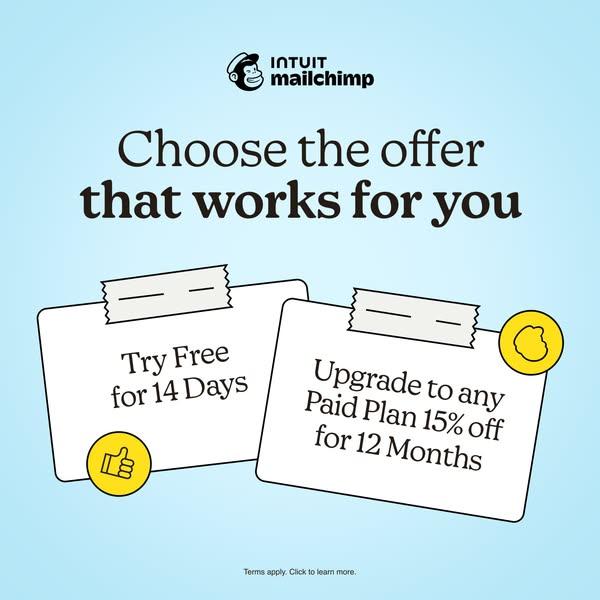 INTUIT
mailchimp
Choose the offer
that works for you
Try Free
for 14 Days
Upgrade to any
Paid Plan 15% off
for 12 Months
Terms apply. Click to learn more.